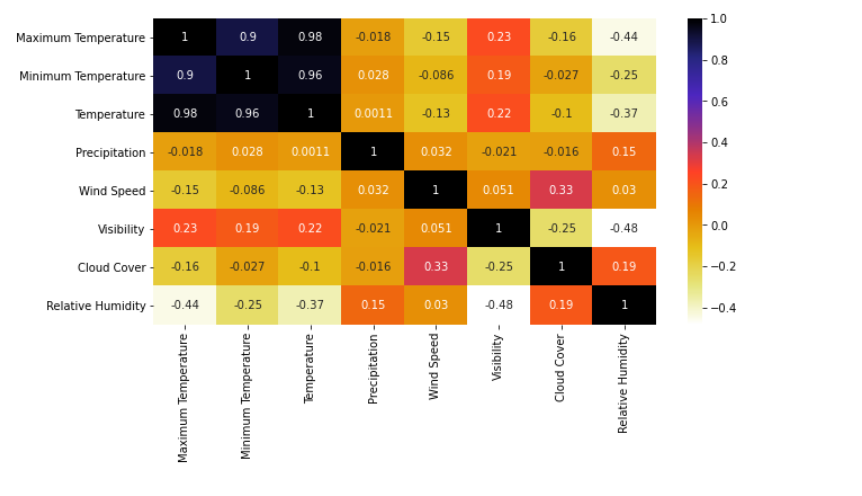 Maximum Temperature 1 0.9 0.98 -0.018 -0.15 0.23 -0.16 -0.44
Minimum Temperature 0.9 1 0.96 0.028 -0.086 0.19 -0.027 -0.25
Temperature 0.98 0.96 1 0.0011 -0.13 0.22 -0.1 -0.37
Precipitation -0.018 0.028 0.0011 1 0.032 -0.021 -0.016 0.15
Wind Speed -0.15 -0.086 -0.13 0.032 1 0.051 0.33 0.03
Visibility 0.23 0.19 0.22 -0.021 0.051 1 -0.25 -0.48
Cloud Cover -0.16 -0.027 -0.1 -0.016 0.33 -0.25 1 0.19
Relative Humidity -0.44 -0.25 -0.37 0.15 0.03 -0.48 0.19 1
Maximum Temperature
Minimum Temperature
Temperature
Precipitation
Wind Speed
Visibility
Cloud Cover
Relative Humidity
1.0
0.8
0.6
0.4
0.2
0.0
−0.2
−0.4